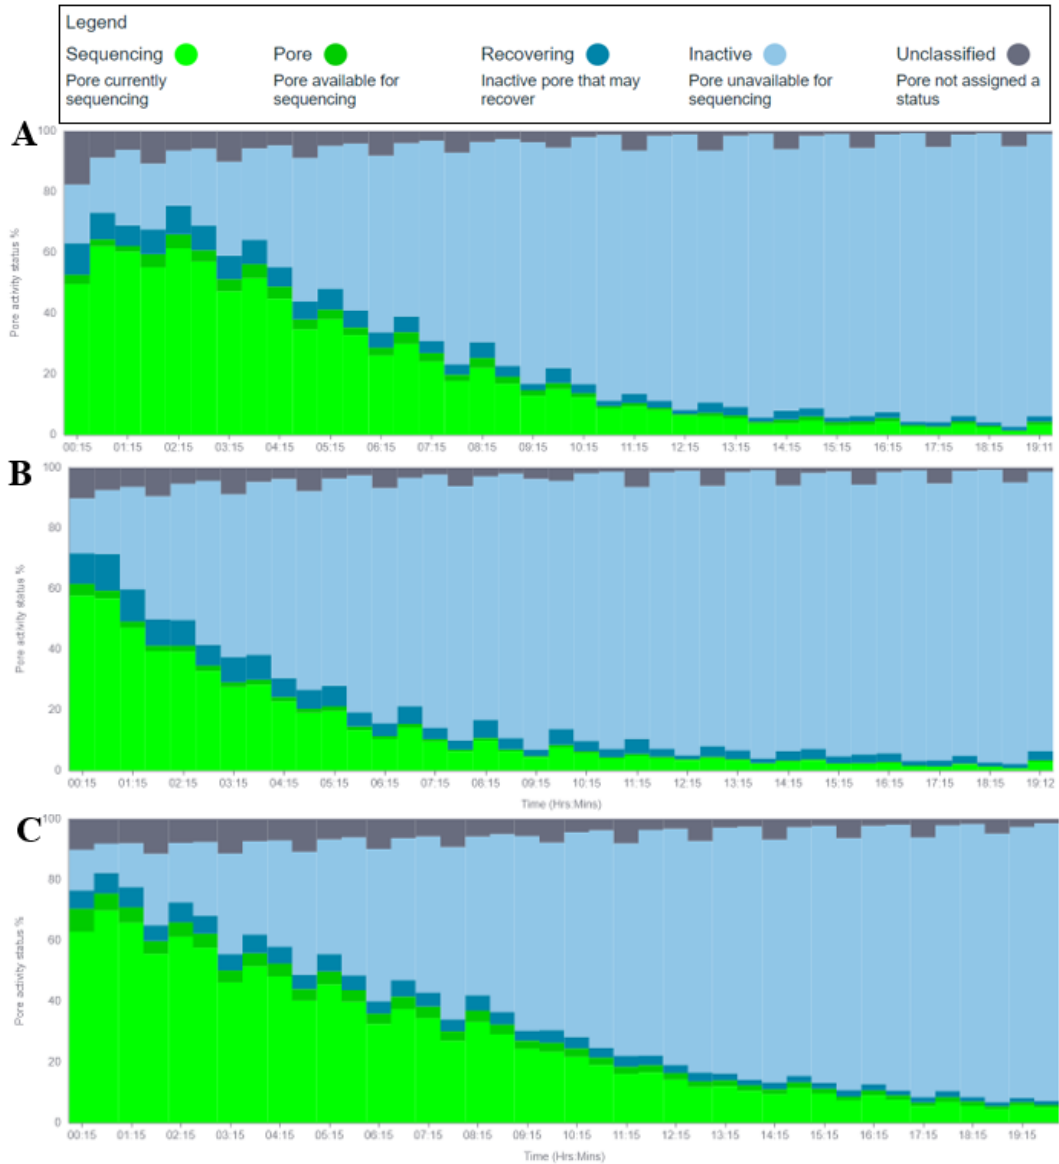 Legend
Sequencing Pore Recovering Inactive Unclassified
Pore currently Pore available for Inactive pore that may Pore unavailable for Pore not assigned a
sequencing sequencing recover sequencing status
A
100
80
60
40
20
0
Pore activity status %
00:15 01:15 02:15 03:15 04:15 05:15 06:15 07:15 08:15 09:15 10:15 11:15 12:15 13:15 14:15 15:15 16:15 17:15 18:15 19:11
B
100
80
60
40
20
0
Pore activity status %
00:15 01:15 02:15 03:15 04:15 05:15 06:15 07:15 08:15 09:15 10:15 11:15 12:15 13:15 14:15 15:15 16:15 17:15 18:15 19:12
Time (Hrs:Mins)
C
100
80
60
40
20
0
Pore activity status %
00:15 01:15 02:15 03:15 04:15 05:15 06:15 07:15 08:15 09:15 10:15 11:15 12:15 13:15 14:15 15:15 16:15 17:15 18:15 19:15
Time (Hrs:Mins)